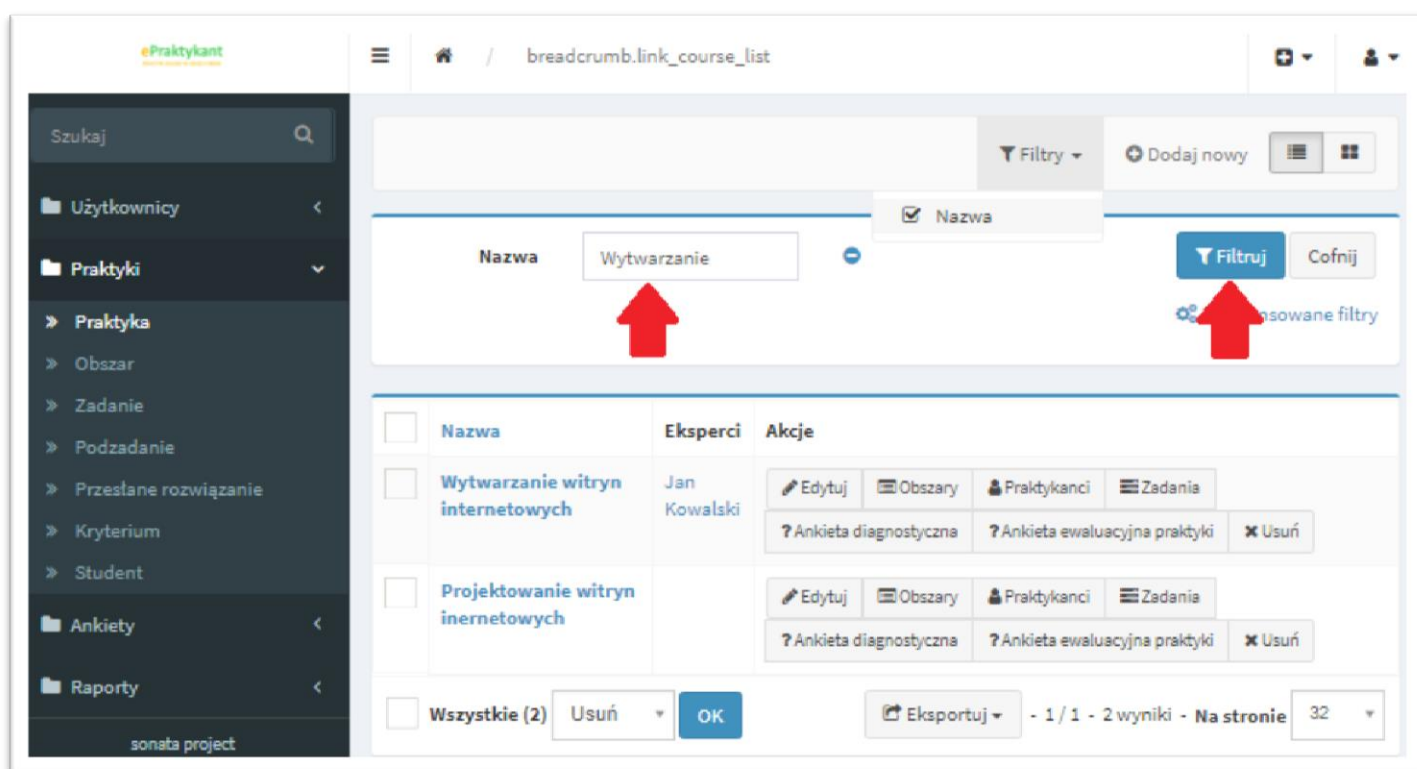 ePraktykant
breadcrumb.link_course_list
Szukaj
Użytkownicy
Praktyki
Praktyka
Obszar
Zadanie
Podzadanie
Przesłane rozwiązanie
Kryterium
Student
Ankiety
Raporty
sonata project
Filtry
Dodaj nowy
Nazwa
Nazwa
Wytwarzanie
Filtruj
Cofnij
filtry
Nazwa
Eksperci
Akcje
Wytwarzanie witryn
internetowych
Jan
Kowalski
Edytuj
Obszary
Praktykanci
Zadania
? Ankieta diagnostyczna
? Ankieta ewaluacyjna praktyki
Usuń
Projektowanie witryn
inernetowych
Edytuj
Obszary
Praktykanci
Zadania
? Ankieta diagnostyczna
? Ankieta ewaluacyjna praktyki
Usuń
Wszystkie (2)
Usuń
OK
Eksportuj
- 1 / 1 - 2 wyniki - Na stronie
32